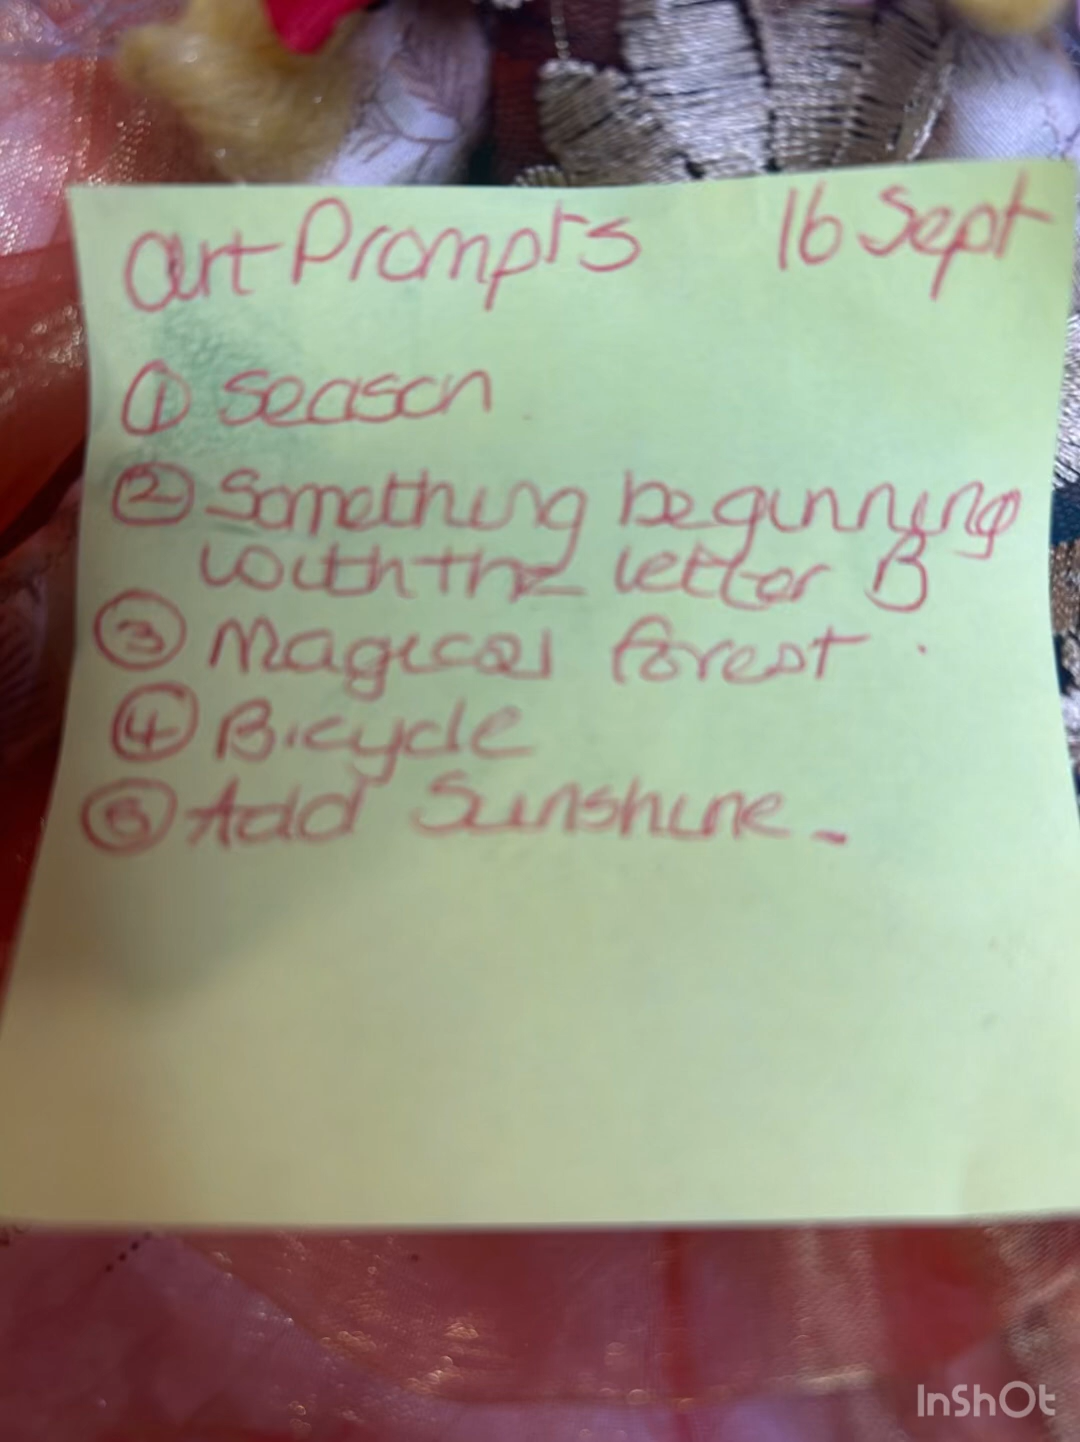 Art Prompts 16 Sept
① Season
② Something beginning
with the letter B
③ Magical forest.
④ Bicycle
⑤ Add Sunshine.
InShOt